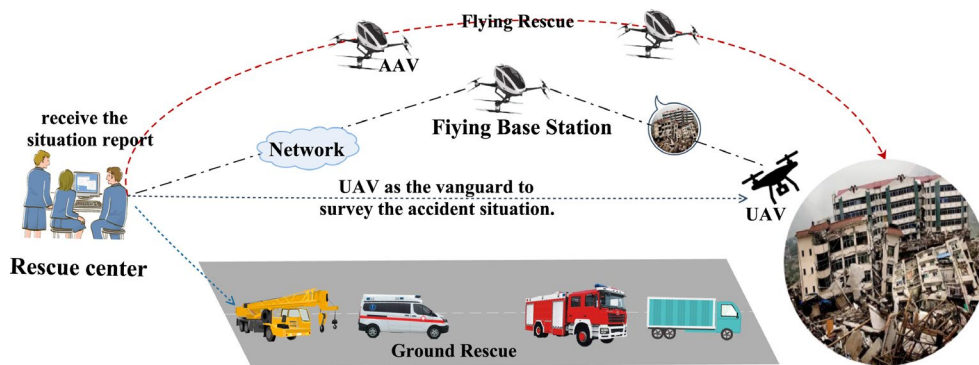 Flying Rescue
AAV
receive the
situation report
Fiying Base Station
Network
UAV as the vanguard to
survey the accident situation.
UAV
Rescue center
Ground Rescue